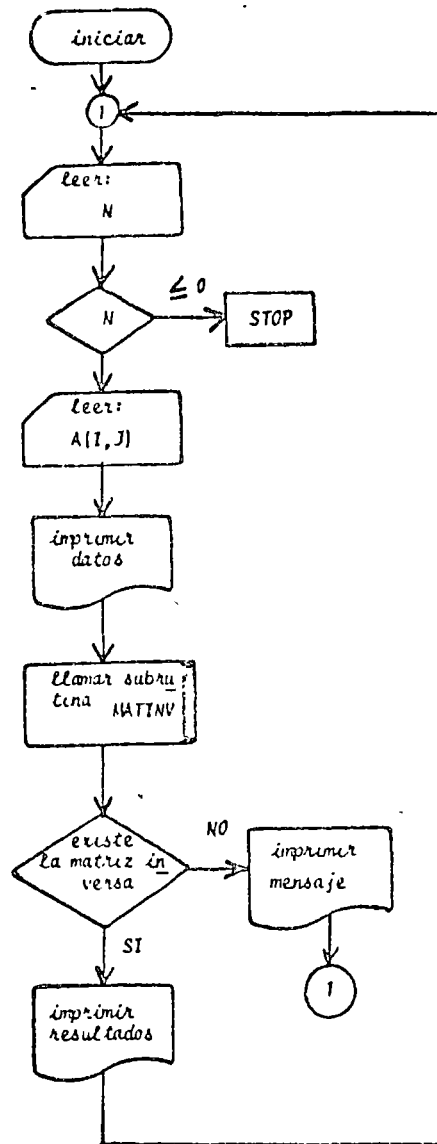 iniciar
1
leer:
N
N
≤ 0
STOP
leer:
A(I,J)
imprimir
datos
llamar subru
tina MATINV
existe
la matriz in
versa
NO
imprimir
mensaje
SI
1
imprimir
resultados